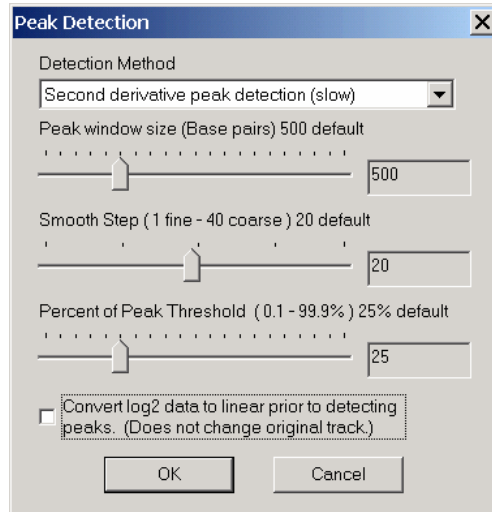 Peak Detection
Detection Method
Second derivative peak detection (slow)
Peak window size (Base pairs) 500 default
500
Smooth Step ( 1 fine - 40 coarse ) 20 default
20
Percent of Peak Threshold ( 0.1 - 99.9% ) 25% default
25
Convert log2 data to linear prior to detecting
peaks. (Does not change original track.)
OK
Cancel